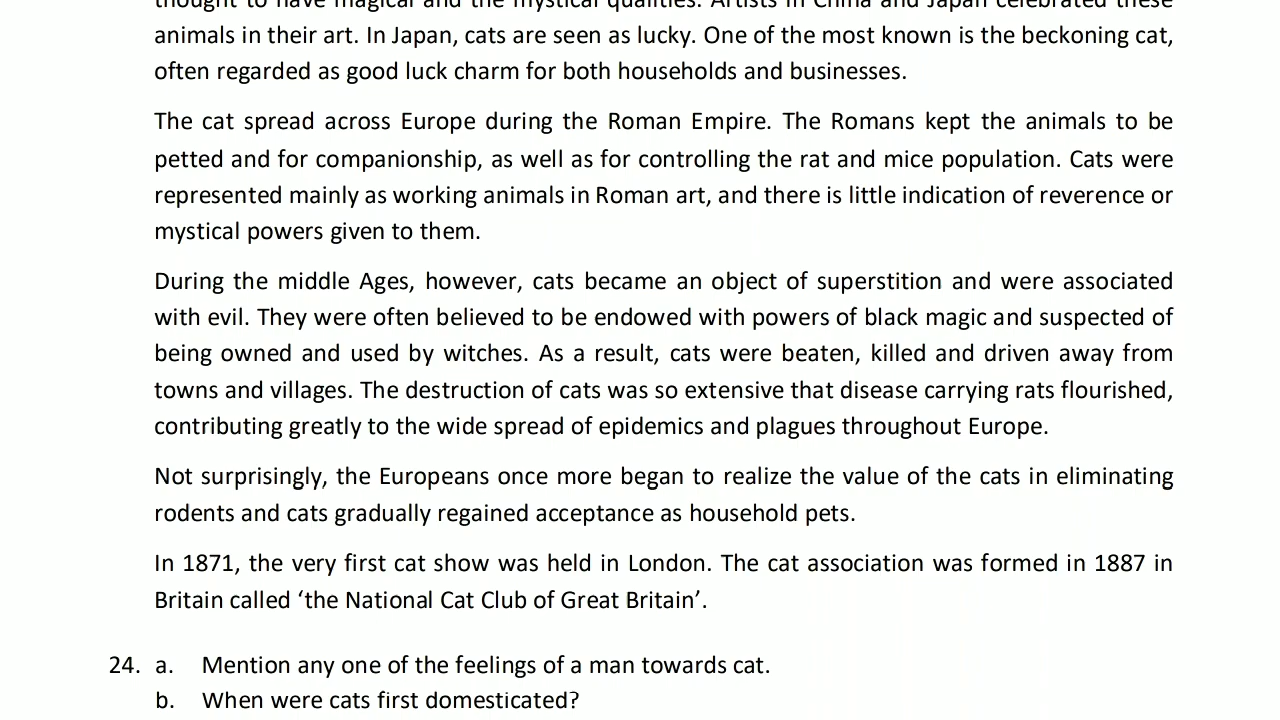 thought to have magical and the mystical qualities. Artists in China and Japan celebrated these
animals in their art. In Japan, cats are seen as lucky. One of the most known is the beckoning cat,
often regarded as good luck charm for both households and businesses.
The cat spread across Europe during the Roman Empire. The Romans kept the animals to be
petted and for companionship, as well as for controlling the rat and mice population. Cats were
represented mainly as working animals in Roman art, and there is little indication of reverence or
mystical powers given to them.
During the middle Ages, however, cats became an object of superstition and were associated
with evil. They were often believed to be endowed with powers of black magic and suspected of
being owned and used by witches. As a result, cats were beaten, killed and driven away from
towns and villages. The destruction of cats was so extensive that disease carrying rats flourished,
contributing greatly to the wide spread of epidemics and plagues throughout Europe.
Not surprisingly, the Europeans once more began to realize the value of the cats in eliminating
rodents and cats gradually regained acceptance as household pets.
In 1871, the very first cat show was held in London. The cat association was formed in 1887 in
Britain called ‘the National Cat Club of Great Britain’.
24. a. Mention any one of the feelings of a man towards cat.
b. When were cats first domesticated?